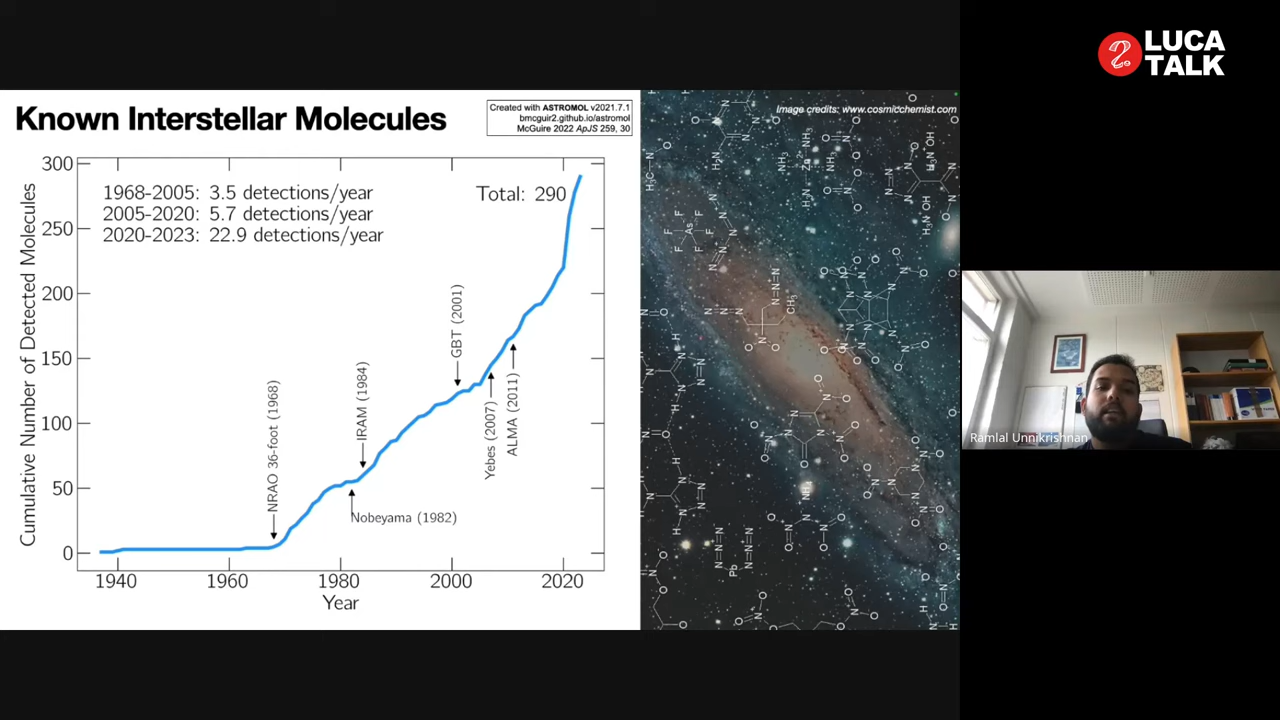 LUCA
TALK
Known Interstellar Molecules
Created with ASTROMOL v2021.7.1
bmcguir2.github.io/astromol
McGuire 2022 ApJS 259, 30
Image credits: www.cosmicchemist.com
Cumulative Number of Detected Molecules
300
250
200
150
100
50
0
1968-2005: 3.5 detections/year
2005-2020: 5.7 detections/year
2020-2023: 22.9 detections/year
Total: 290
NRAO 36-foot (1968)
Nobeyama (1982)
IRAM (1984)
GBT (2001)
Yebes (2007)
ALMA (2011)
1940
1960
1980
2000
2020
Year
Ramlal Unnikrishnan